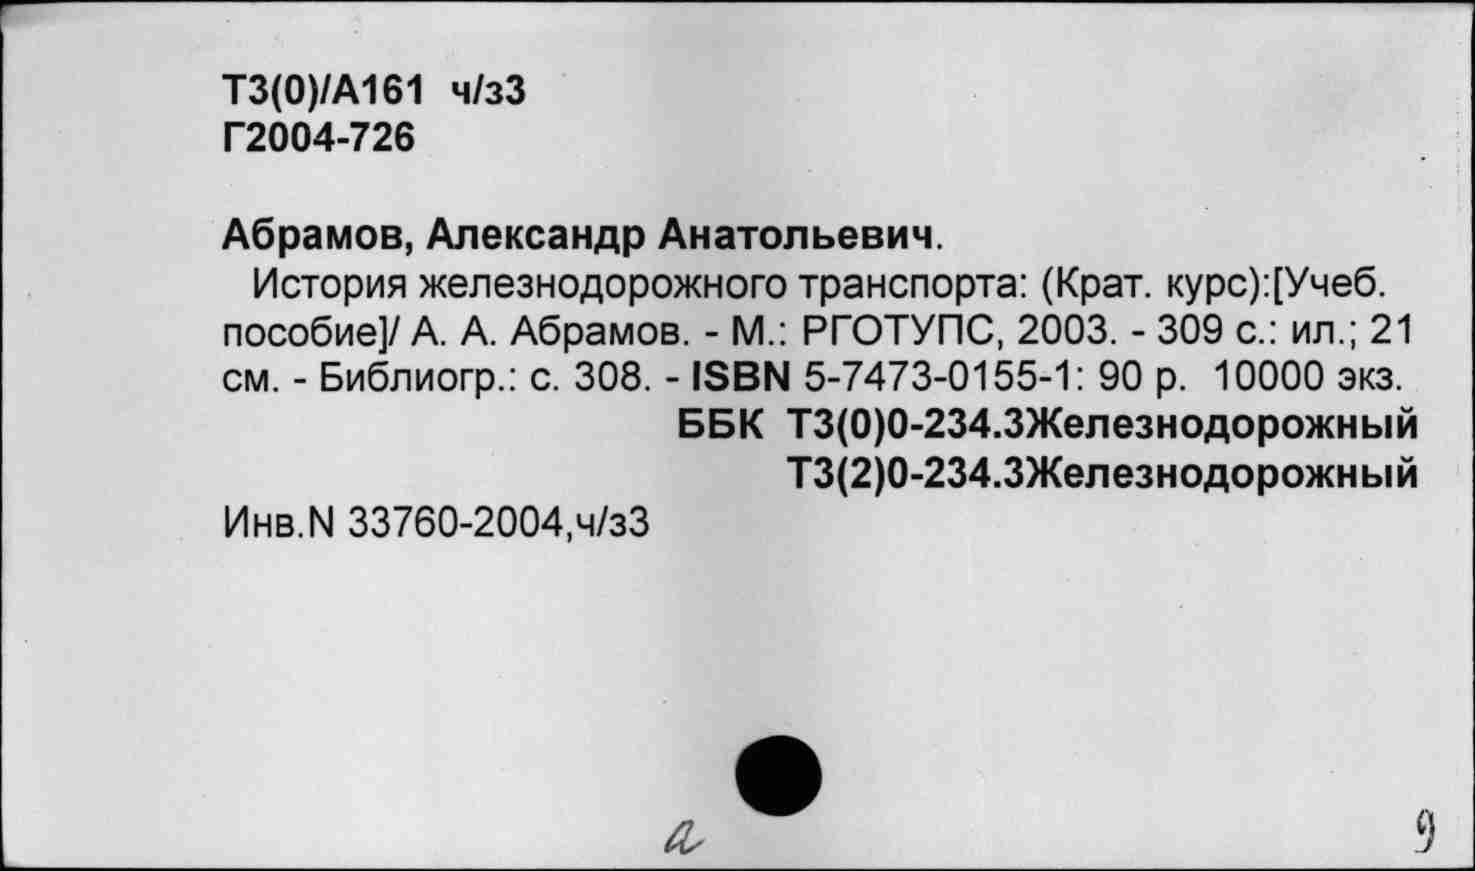 Т3(0)/А161 ч/з3
Г2004-726
Абрамов, Александр Анатольевич.
История железнодорожного транспорта: (Крат. курс):[Учеб.
пособие]/ А. А. Абрамов. - М.: РГОТУПС, 2003. - 309 с.: ил.; 21
см. - Библиогр.: с. 308. - ISBN 5-7473-0155-1: 90 р. 10000 экз.
ББК Т3(0)0-234.3Железнодорожный
Т3(2)0-234.3Железнодорожный
Инв.N 33760-2004,ч/з3
а
9